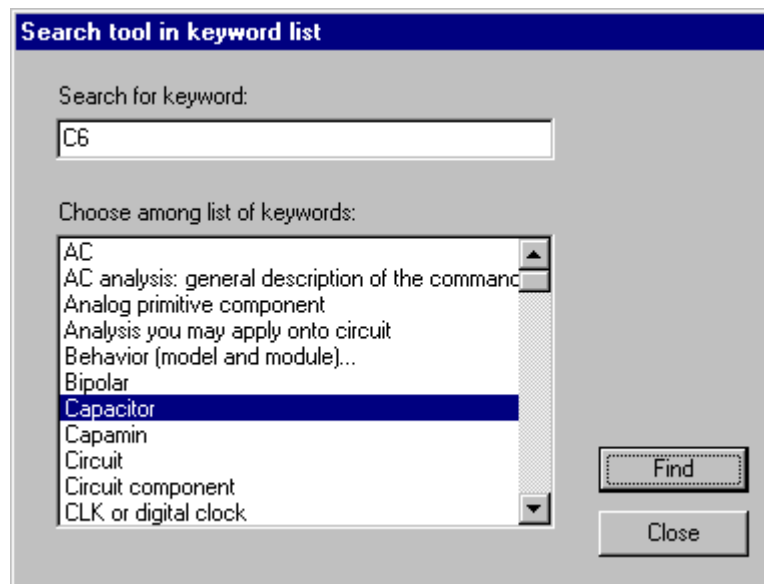 Search tool in keyword list
Search for keyword:
C6
Choose among list of keywords:
AC
AC analysis: general description of the command
Analog primitive component
Analysis you may apply onto circuit
Behavior (model and module)...
Bipolar
Capacitor
Capamin
Circuit
Circuit component
CLK or digital clock
Find
Close